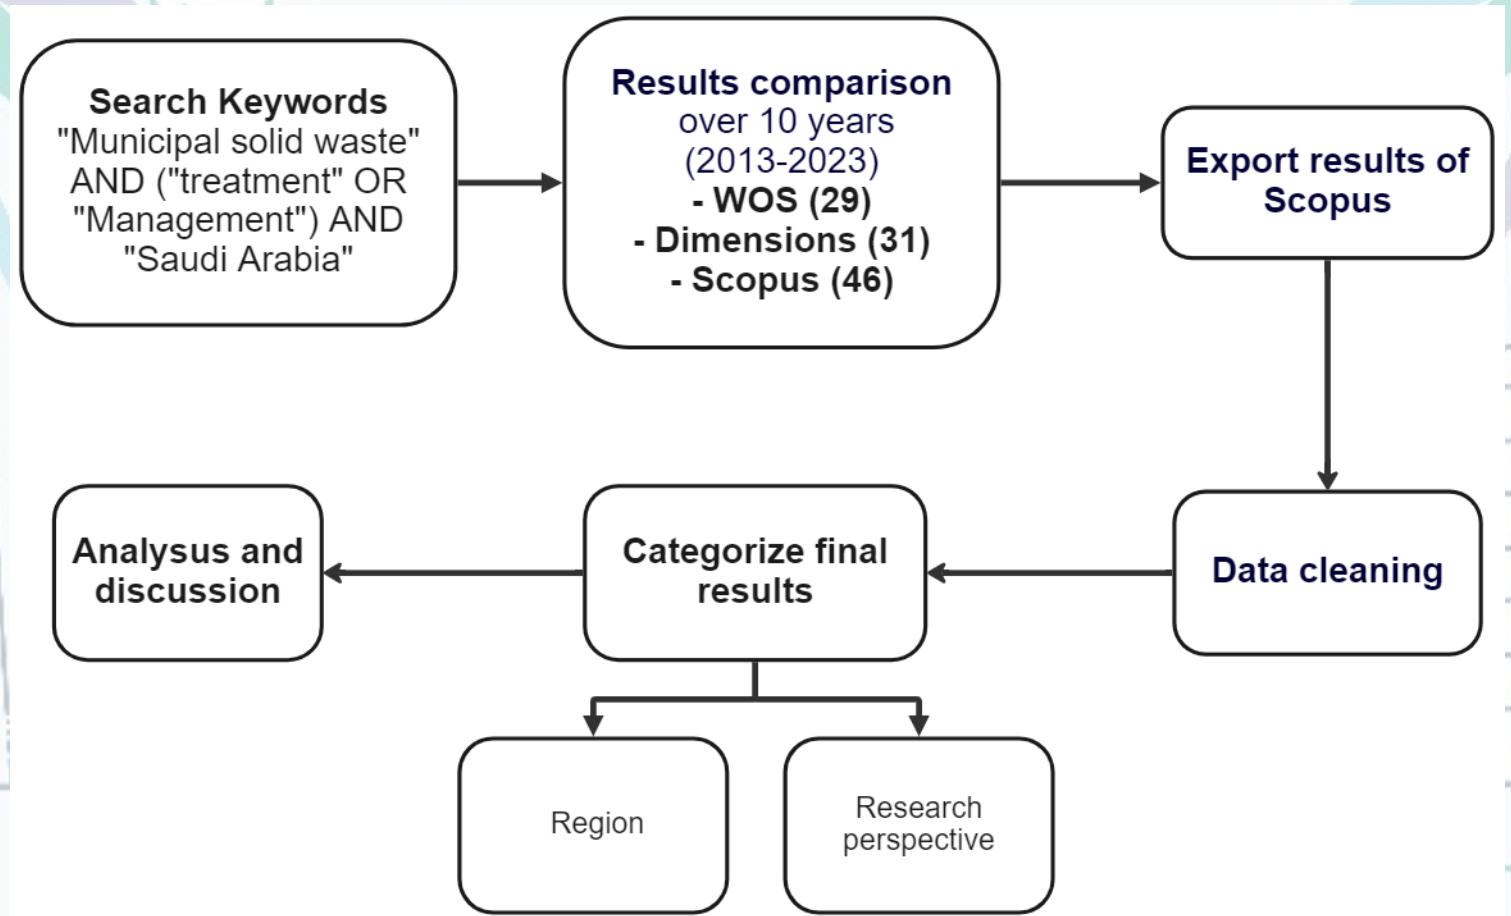 Search Keywords
"Municipal solid waste"
AND ("treatment" OR
"Management") AND
"Saudi Arabia"
Results comparison
over 10 years
(2013-2023)
- WOS (29)
- Dimensions (31)
- Scopus (46)
Export results of
Scopus
Data cleaning
Categorize final
results
Analysus and
discussion
Region
Research
perspective